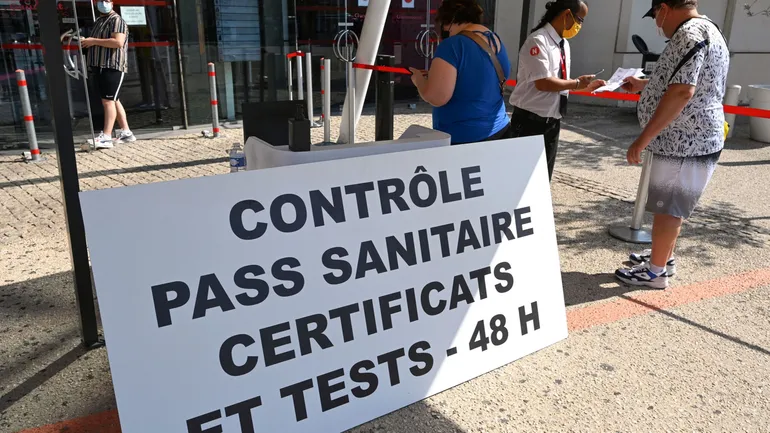 CONTRÔLE
PASS SANITAIRE
CERTIFICATS
ET TESTS - 48 H